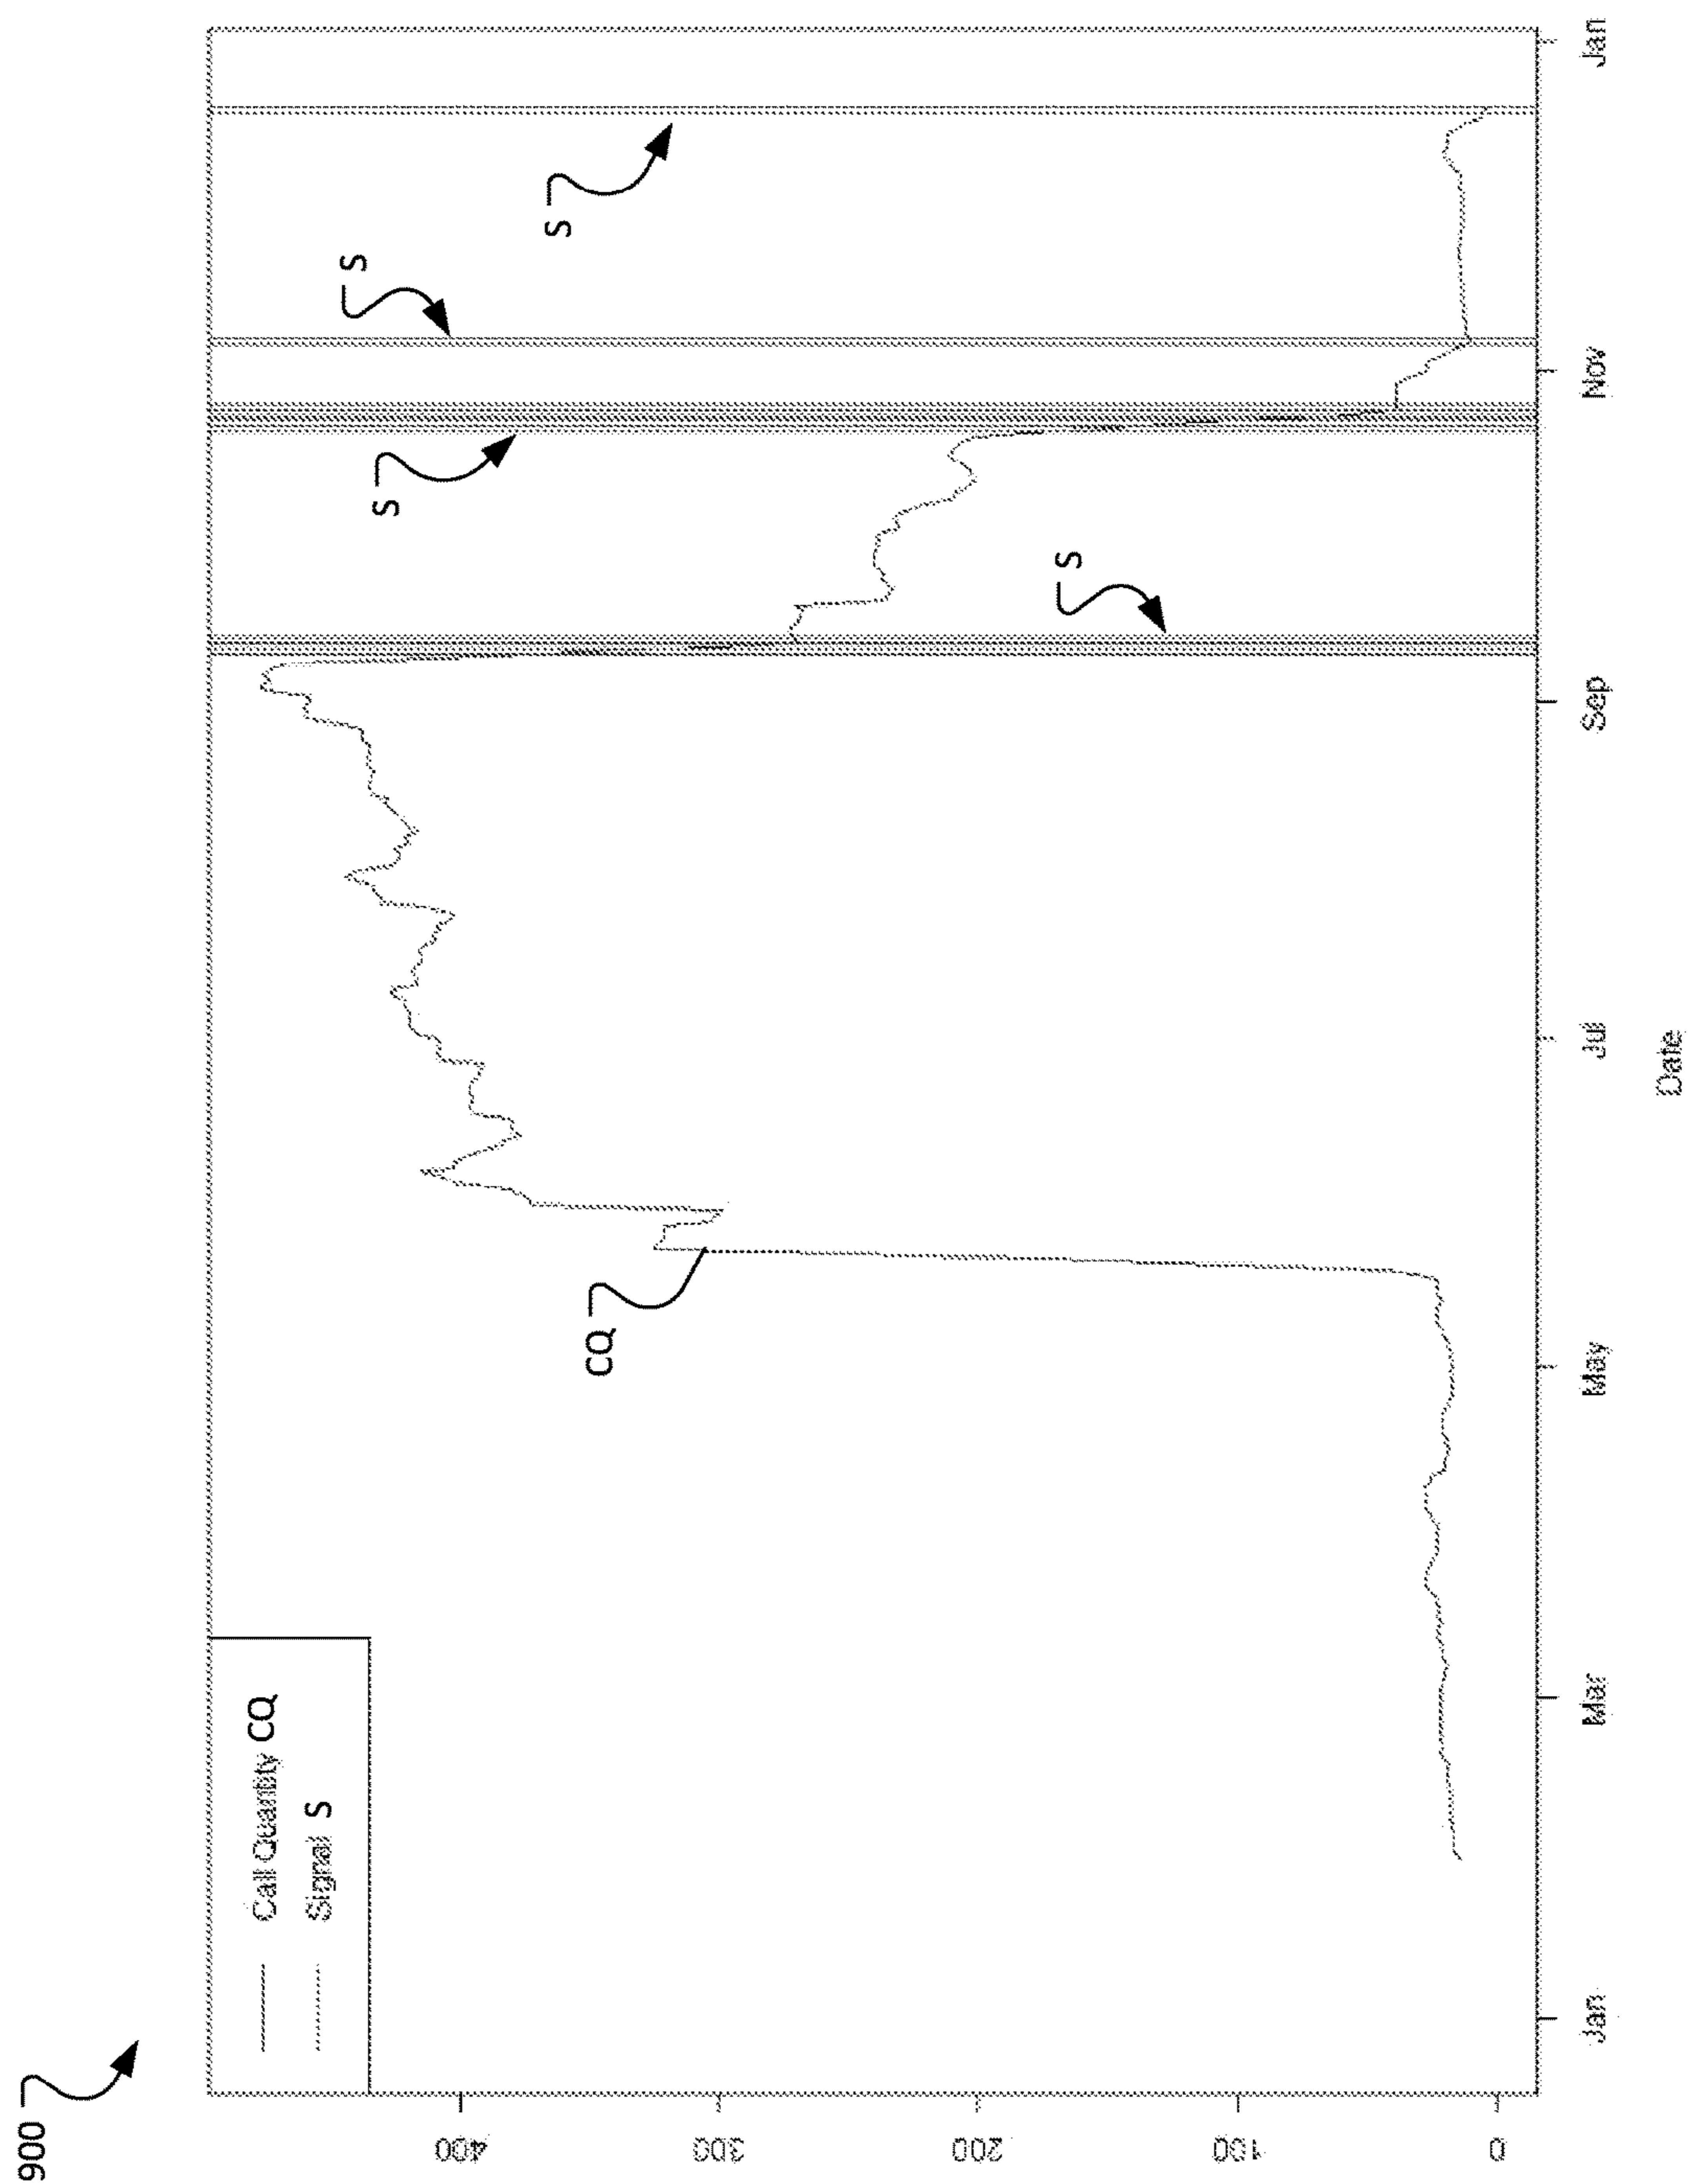 900
Call Quantity CQ
Signal S
400
300
200
100
0
CQ
S
S
S
S
Jan
Mar
May
Jul
Sep
Nov
Jan
Date